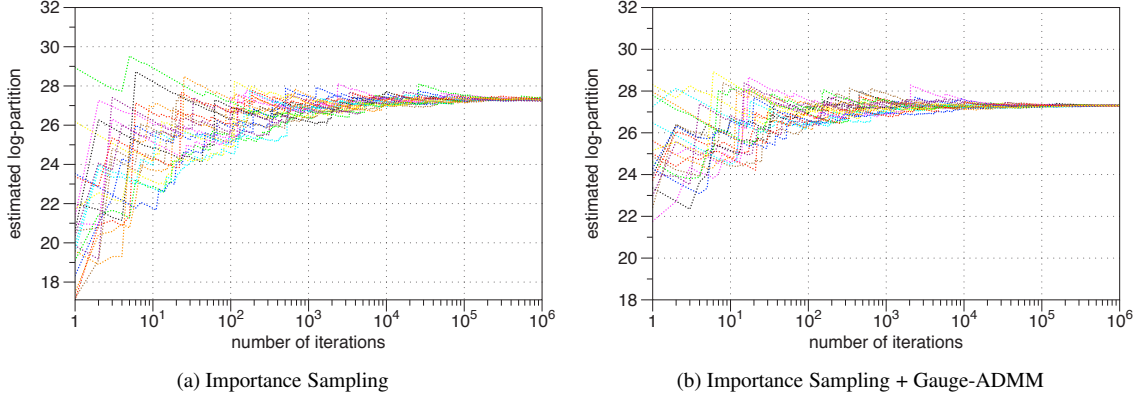 32
30
28
26
24
22
20
18
estimated log-partition
1 10^1 10^2 10^3 10^4 10^5 10^6
number of iterations
(a) Importance Sampling
32
30
28
26
24
22
20
18
estimated log-partition
1 10^1 10^2 10^3 10^4 10^5 10^6
number of iterations
(b) Importance Sampling + Gauge-ADMM